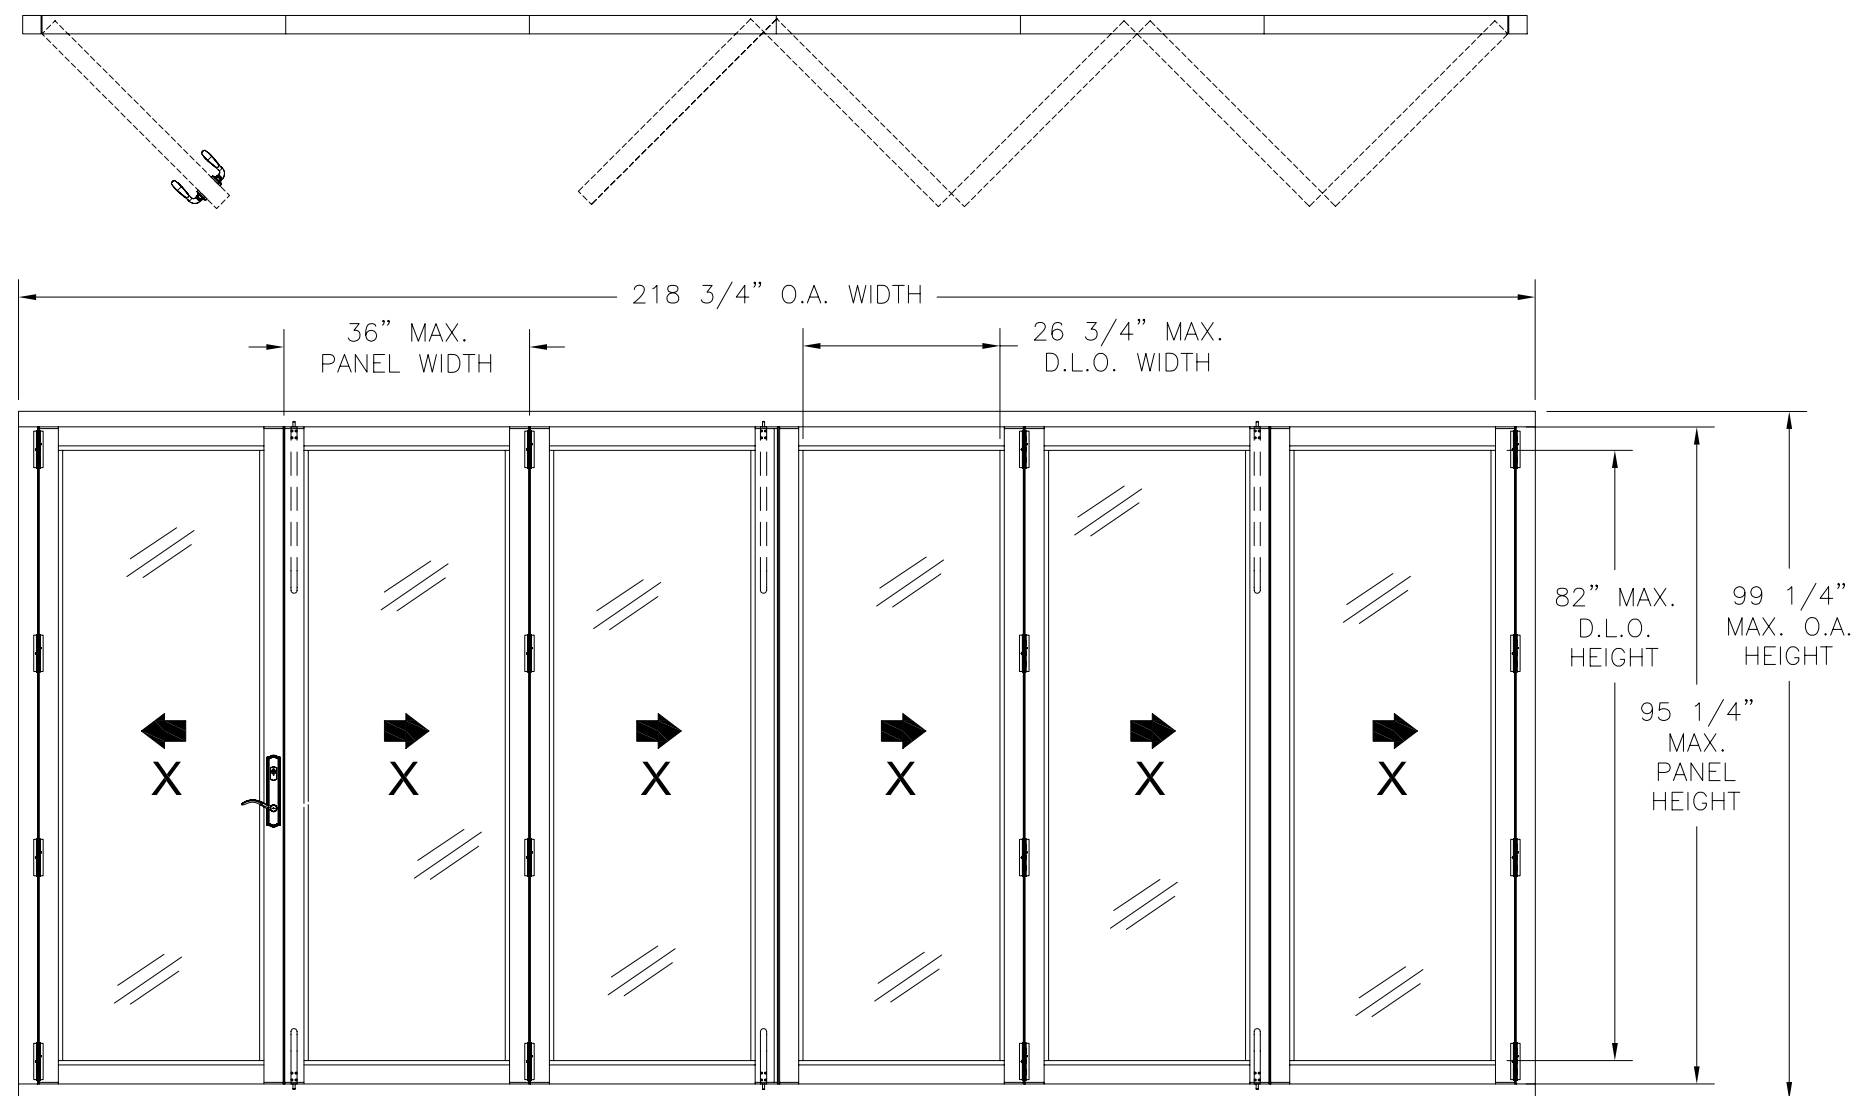 218 3/4” O.A. WIDTH
36” MAX.
PANEL WIDTH
26 3/4” MAX.
D.L.O. WIDTH
82” MAX.
D.L.O.
HEIGHT
99 1/4”
MAX. O.A.
HEIGHT
95 1/4”
MAX.
PANEL
HEIGHT
X X X X X X